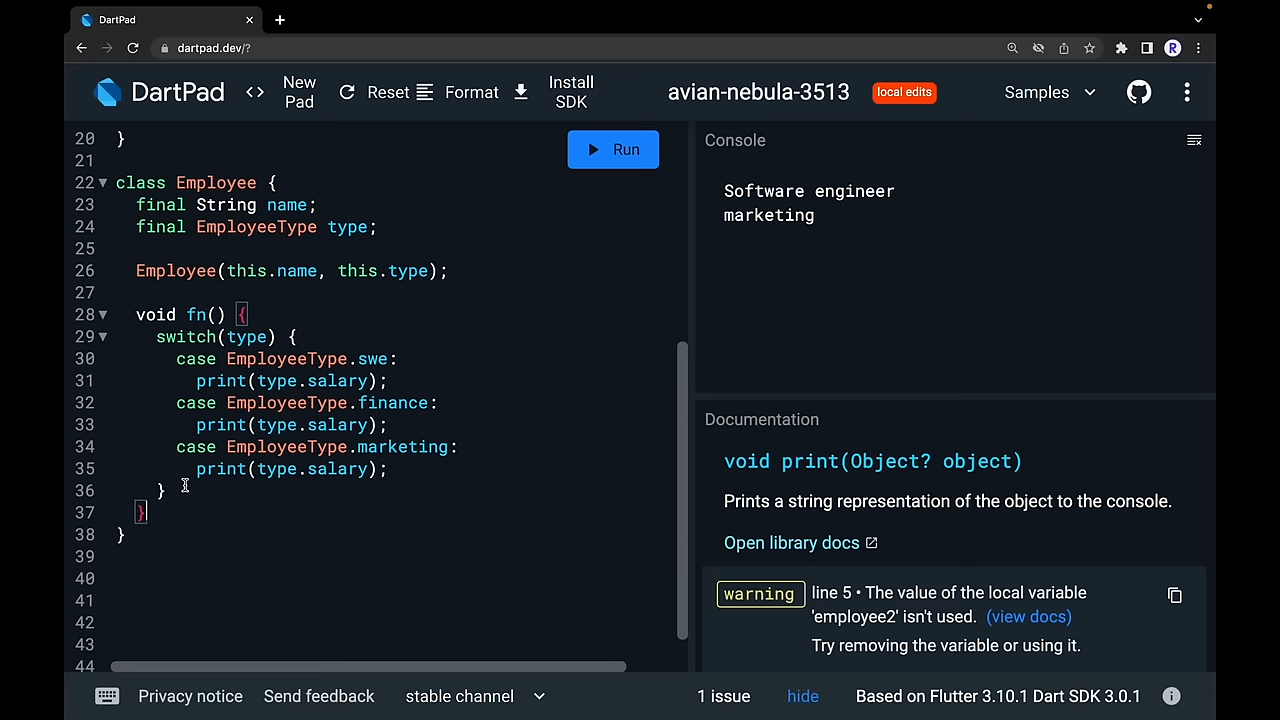 DartPad
dartpad.dev/?
R
DartPad
<> New Pad
Reset
Format
Install SDK
avian-nebula-3513
local edits
Samples
Run
20 }
21
22 class Employee {
23 final String name;
24 final EmployeeType type;
25
26 Employee(this.name, this.type);
27
28 void fn() {
29 switch(type) {
30 case EmployeeType.swe:
31 print(type.salary);
32 case EmployeeType.finance:
33 print(type.salary);
34 case EmployeeType.marketing:
35 print(type.salary);
36 }
37 }
38 }
39
40
41
42
43
44
Console
Software engineer
marketing
Documentation
void print(Object? object)
Prints a string representation of the object to the console.
Open library docs
warning
line 5 • The value of the local variable
'employee2' isn't used. (view docs)
Try removing the variable or using it.
Privacy notice
Send feedback
stable channel
1 issue
hide
Based on Flutter 3.10.1 Dart SDK 3.0.1